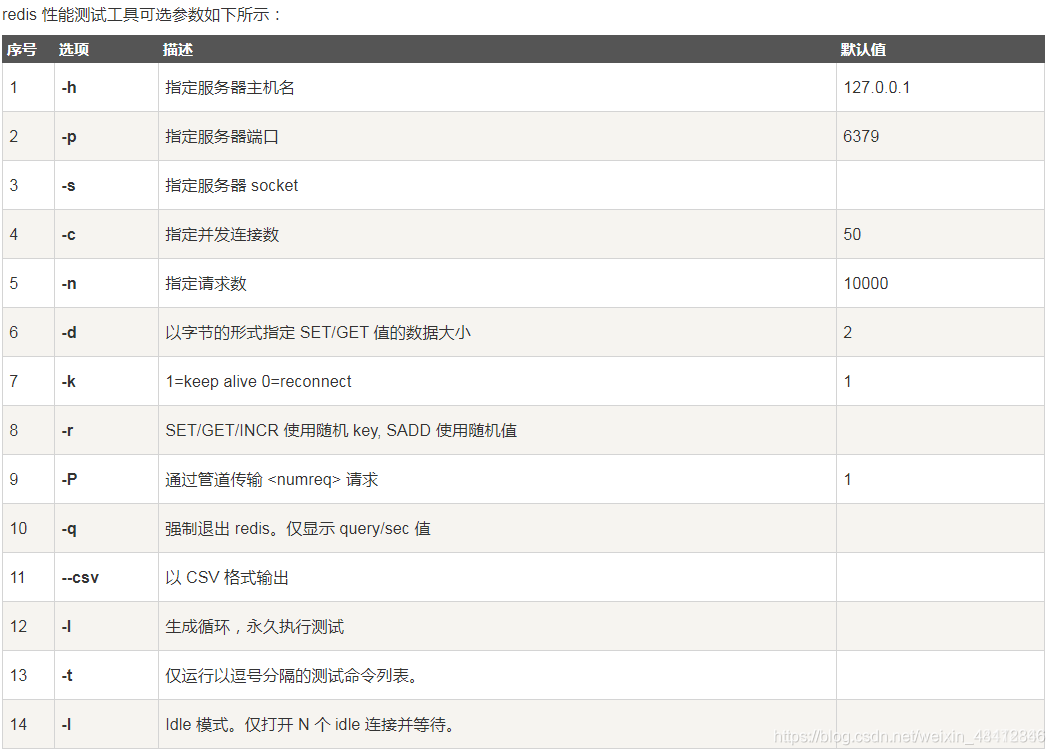 redis 性能测试工具可选参数如下所示：
序号 选项 描述 默认值
1 -h 指定服务器主机名 127.0.0.1
2 -p 指定服务器端口 6379
3 -s 指定服务器 socket
4 -c 指定并发连接数 50
5 -n 指定请求数 10000
6 -d 以字节的形式指定 SET/GET 值的数据大小 2
7 -k 1=keep alive 0=reconnect 1
8 -r SET/GET/INCR 使用随机 key, SADD 使用随机值
9 -P 通过管道传输 <numreq> 请求 1
10 -q 强制退出 redis。仅显示 query/sec 值
11 --csv 以 CSV 格式输出
12 -l 生成循环，永久执行测试
13 -t 仅运行以逗号分隔的测试命令列表。
14 -I Idle 模式。仅打开 N 个 idle 连接并等待。